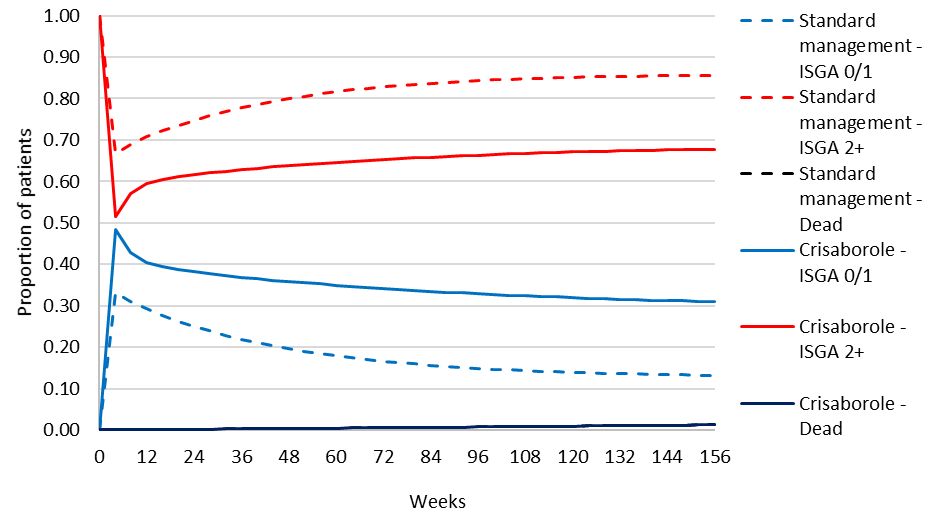 1.00
0.90
0.80
0.70
0.60
0.50
0.40
0.30
0.20
0.10
0.00
Proportion of patients
0 12 24 36 48 60 72 84 96 108 120 132 144 156
Weeks
Standard
management -
ISGA 0/1
Standard
management -
ISGA 2+
Standard
management -
Dead
Crisaborole -
ISGA 0/1
Crisaborole -
ISGA 2+
Crisaborole -
Dead